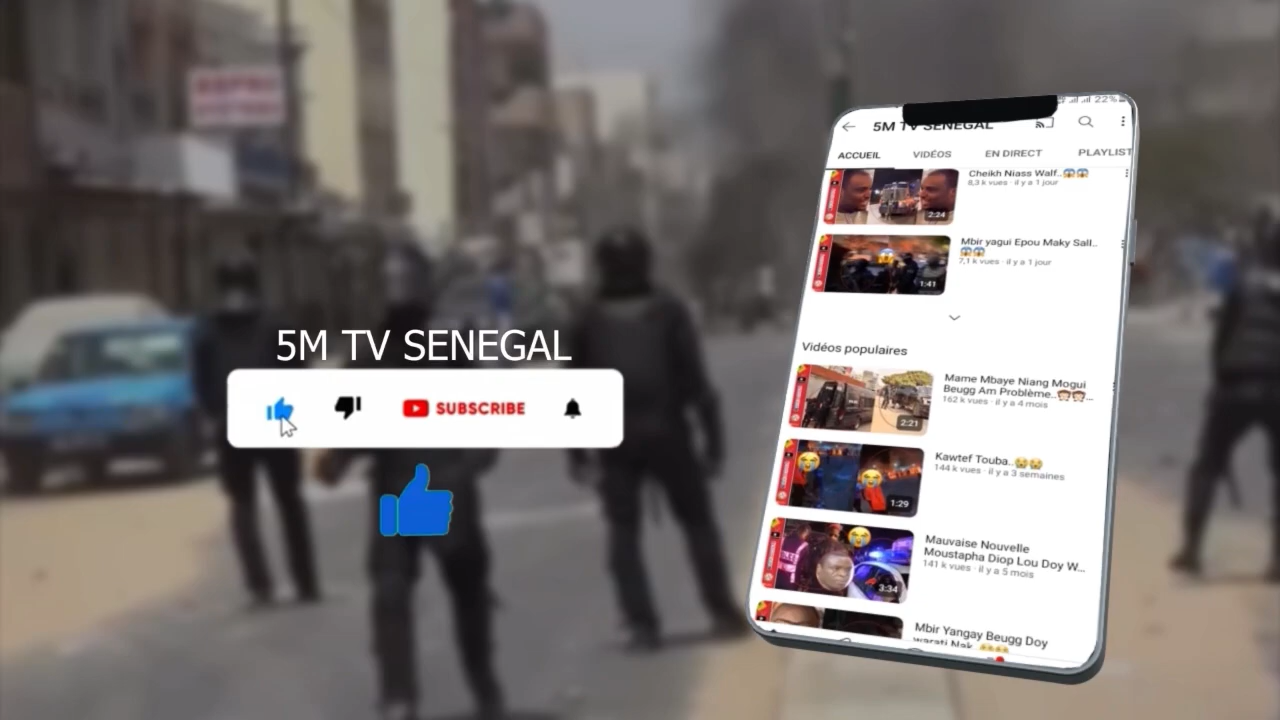 22%
5M TV SENEGAL
ACCUEIL
VIDÉOS
EN DIRECT
PLAYLIST
Cheikh Niass Walf..😱😱
8,3 k vues · il y a 1 jour
2:24
Mbir yagui Epou Maky Sall..
😱😱
7,1 k vues · il y a 1 jour
1:41
Vidéos populaires
Mame Mbaye Niang Mogui
Beugg Am Problème..🤦🤦...
162 k vues · il y a 4 mois
2:21
Kawtef Touba..😭😭
144 k vues · il y a 3 semaines
1:29
Mauvaise Nouvelle
Moustapha Diop Lou Doy W...
141 k vues · il y a 5 mois
3:34
Mbir Yangay Beugg Doy
warati Nak..
5M TV SENEGAL
SUBSCRIBE